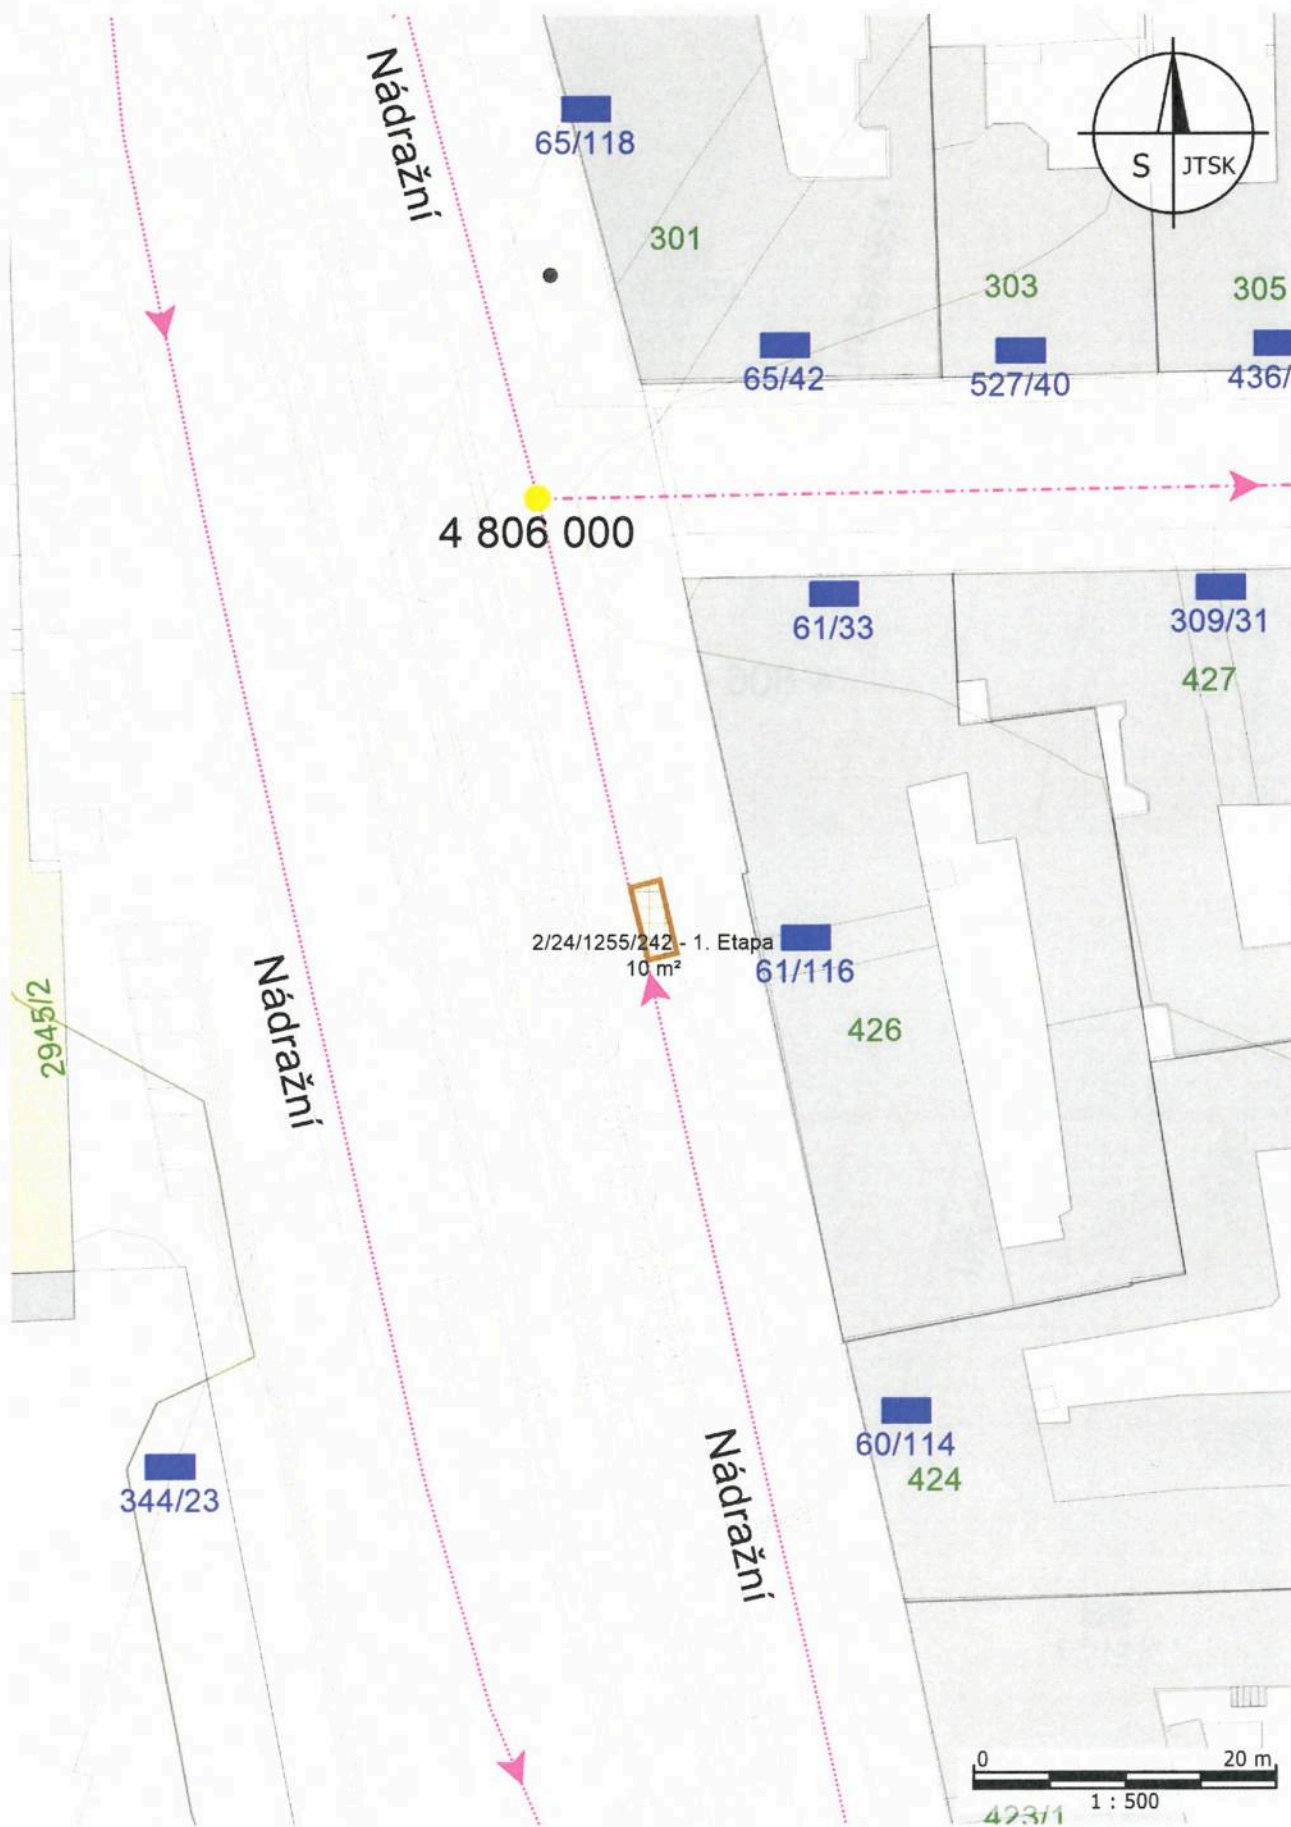 Nádražní
65/118
S JTSK
301
303
305
65/42
527/40
436/
4 806 000
61/33
309/31
427
2/24/1255/242 - 1. Etapa
10 m²
61/116
426
2945/2
Nádražní
60/114
424
Nádražní
344/23
0 20 m
1 : 500
423/1